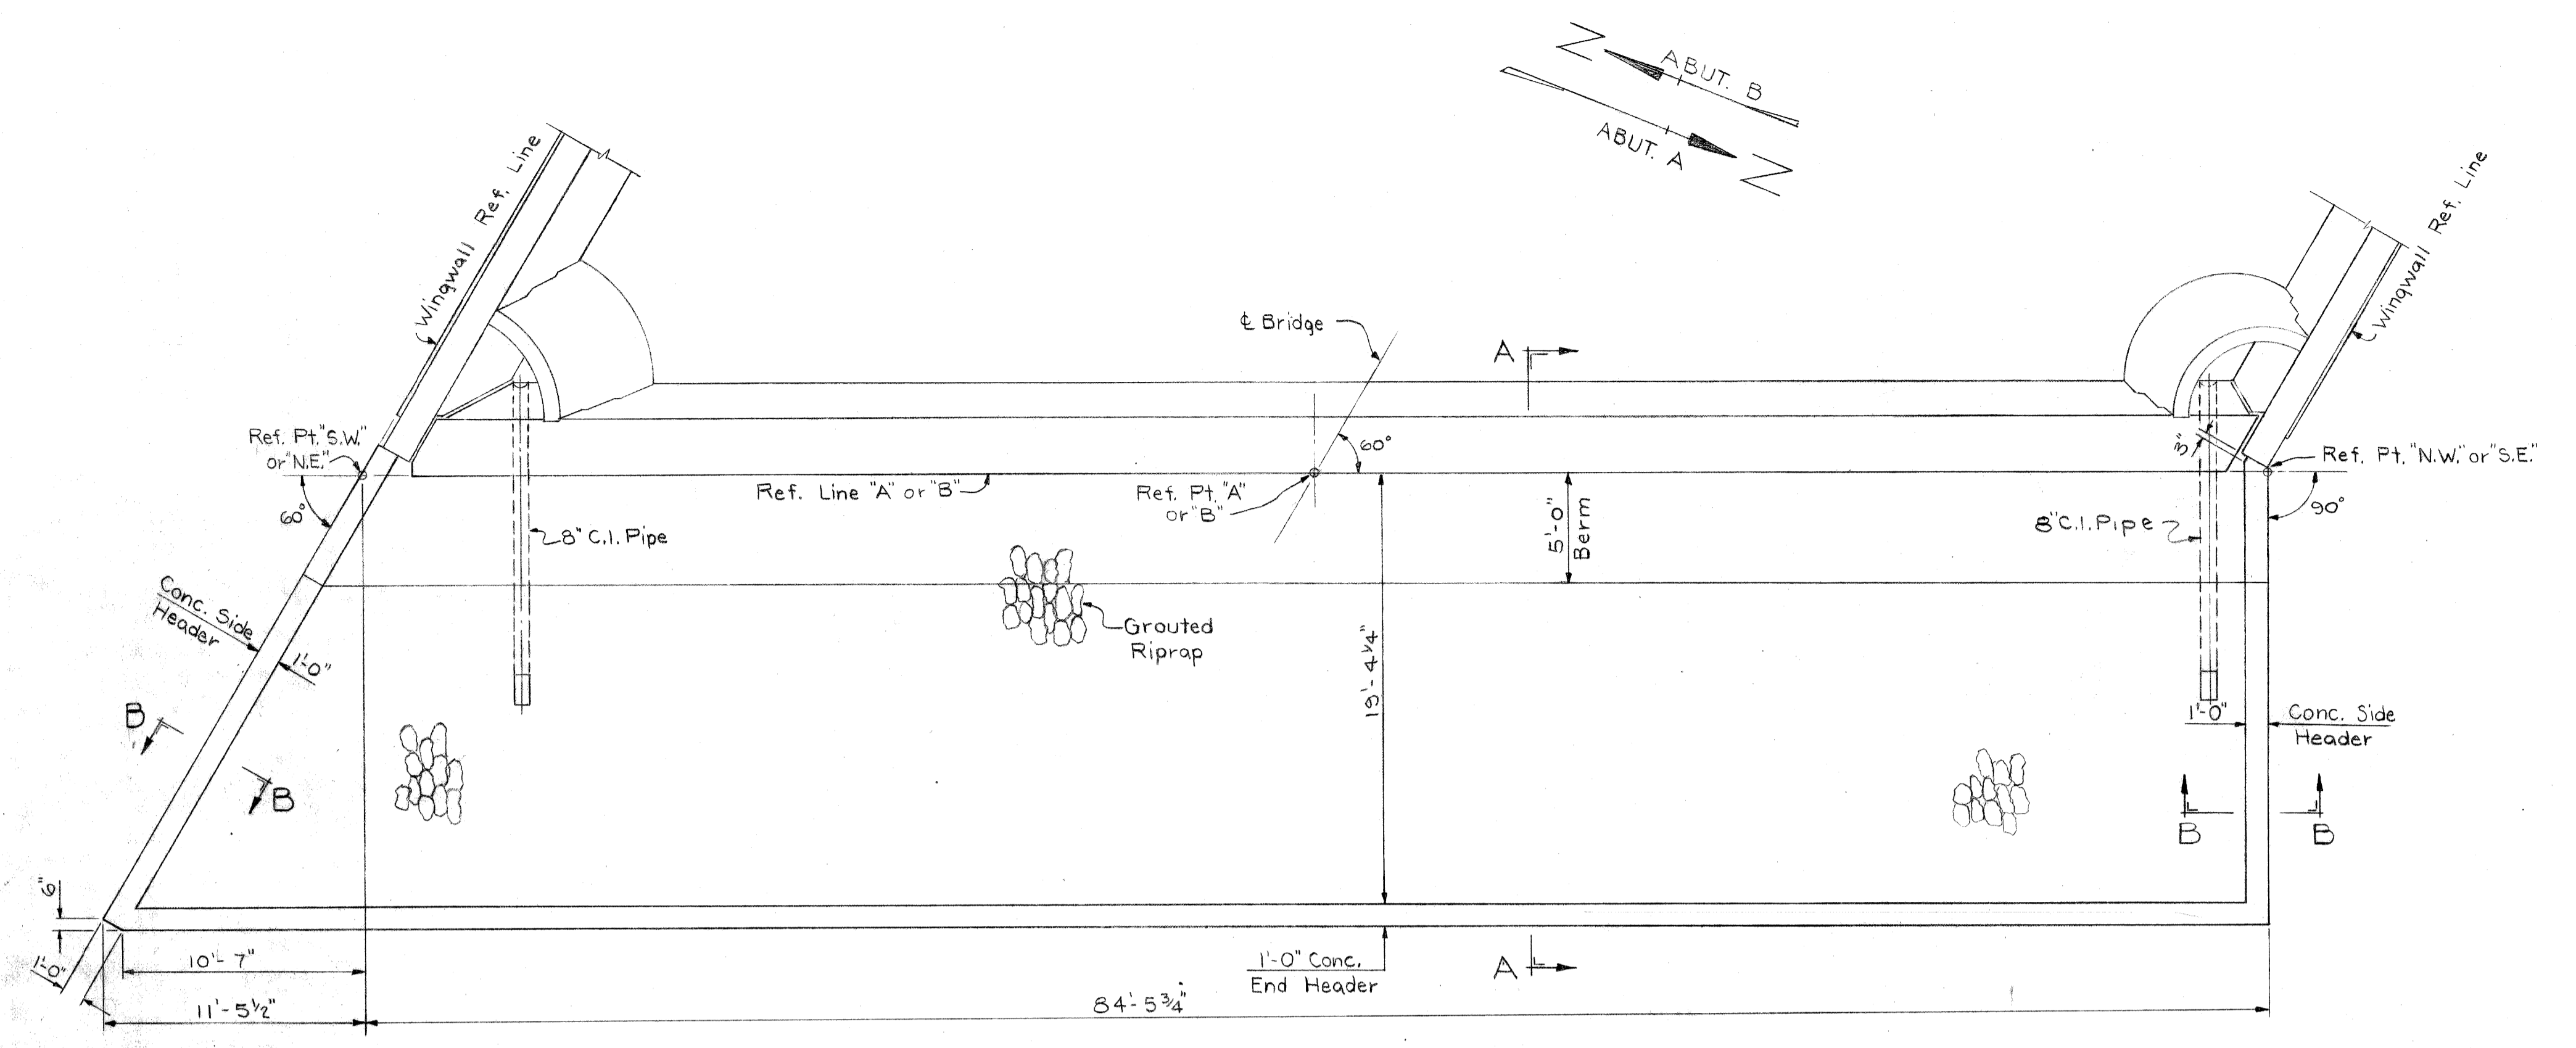 N
ABUT. B
ABUT. A
N
Wingwall Ref. Line
Wingwall Ref. Line
₵ Bridge
A
60°
Ref. Pt. "S.W."
or "N.E."
60°
3"
Ref. Pt. "N.W." or "S.E."
90°
Ref. Line "A" or "B"
Ref. Pt. "A"
or "B"
5'-0"
Berm
8" C.I. Pipe
8" C.I. Pipe
Conc. Side
Header
1'-0"
Grouted
Riprap
19'-4¼"
B
B
1'-0"
Conc. Side
Header
B
B
6"
1'-0"
10'-7"
1'-0" Conc.
End Header
A
11'-5½"
84'-5¾"